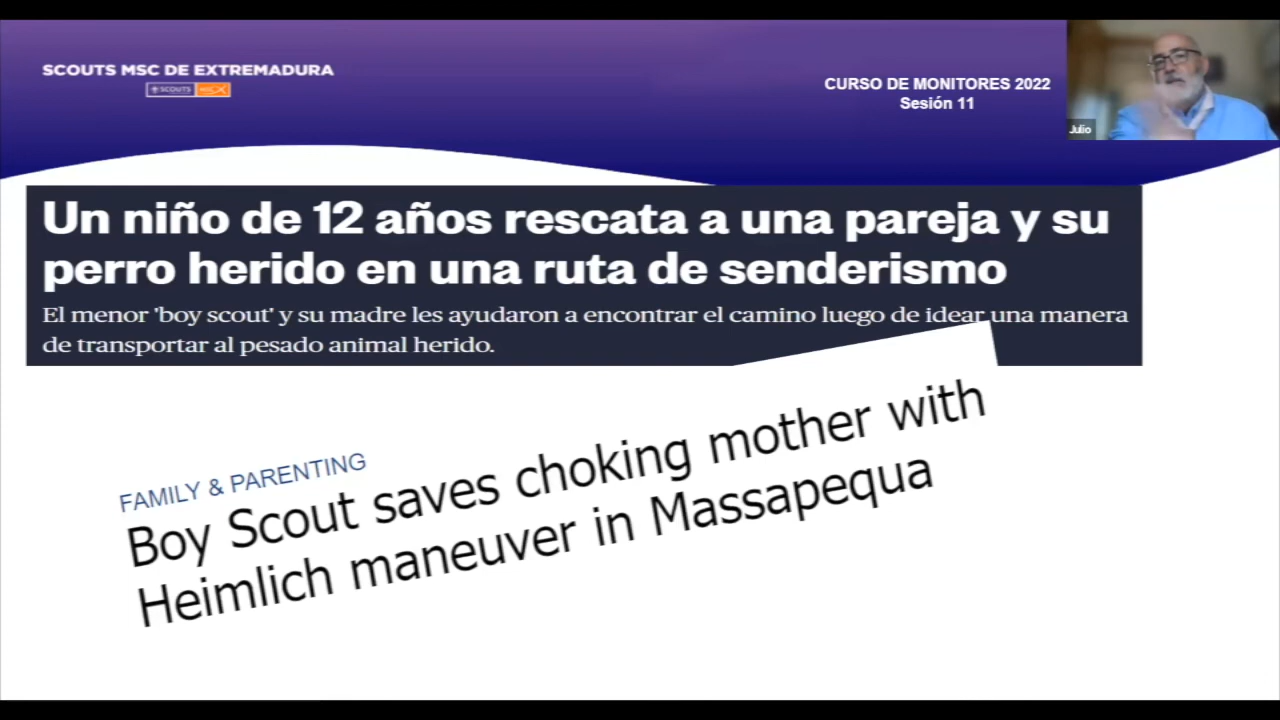 SCOUTS MSC DE EXTREMADURA
SCOUTS
CURSO DE MONITORES 2022
Sesión 11
Julio
Un niño de 12 años rescata a una pareja y su
perro herido en una ruta de senderismo
El menor 'boy scout' y su madre les ayudaron a encontrar el camino luego de idear una manera
de transportar al pesado animal herido.
FAMILY & PARENTING
Boy Scout saves choking mother with
Heimlich maneuver in Massapequa